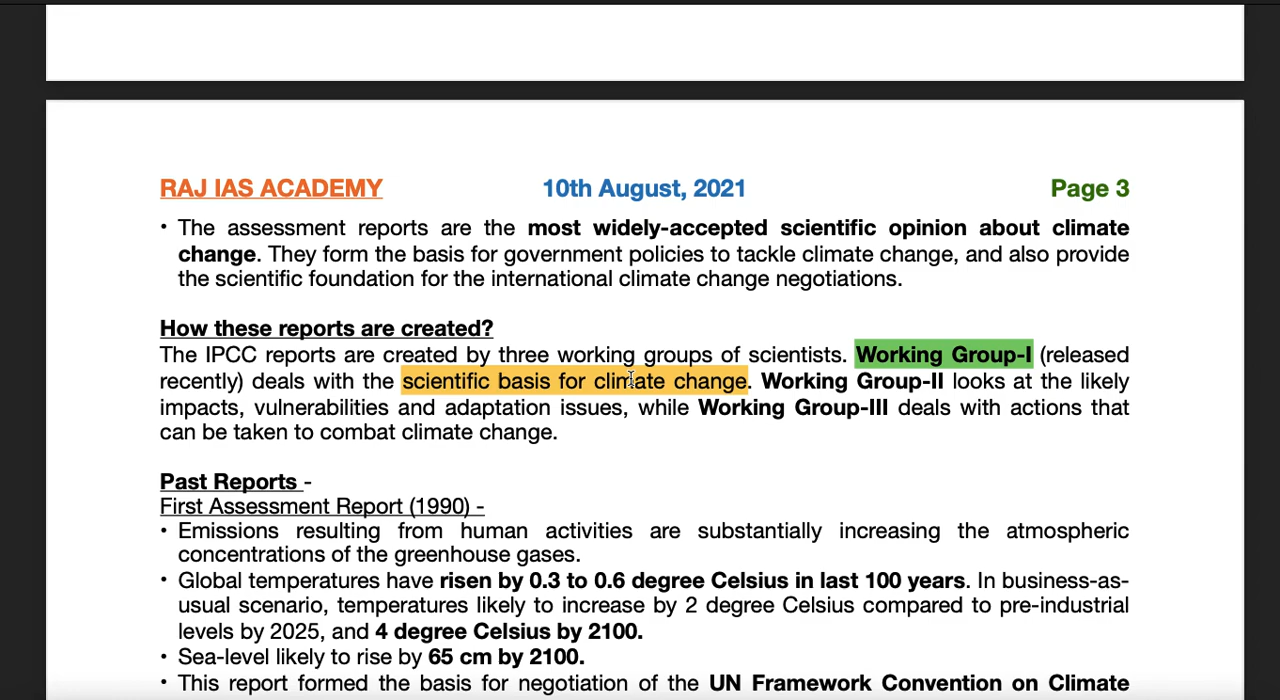 RAJ IAS ACADEMY 10th August, 2021 Page 3
• The assessment reports are the most widely-accepted scientific opinion about climate
change. They form the basis for government policies to tackle climate change, and also provide
the scientific foundation for the international climate change negotiations.
How these reports are created?
The IPCC reports are created by three working groups of scientists. Working Group-I (released
recently) deals with the scientific basis for climate change. Working Group-II looks at the likely
impacts, vulnerabilities and adaptation issues, while Working Group-III deals with actions that
can be taken to combat climate change.
Past Reports -
First Assessment Report (1990) -
• Emissions resulting from human activities are substantially increasing the atmospheric
concentrations of the greenhouse gases.
• Global temperatures have risen by 0.3 to 0.6 degree Celsius in last 100 years. In business-as-
usual scenario, temperatures likely to increase by 2 degree Celsius compared to pre-industrial
levels by 2025, and 4 degree Celsius by 2100.
• Sea-level likely to rise by 65 cm by 2100.
• This report formed the basis for negotiation of the UN Framework Convention on Climate